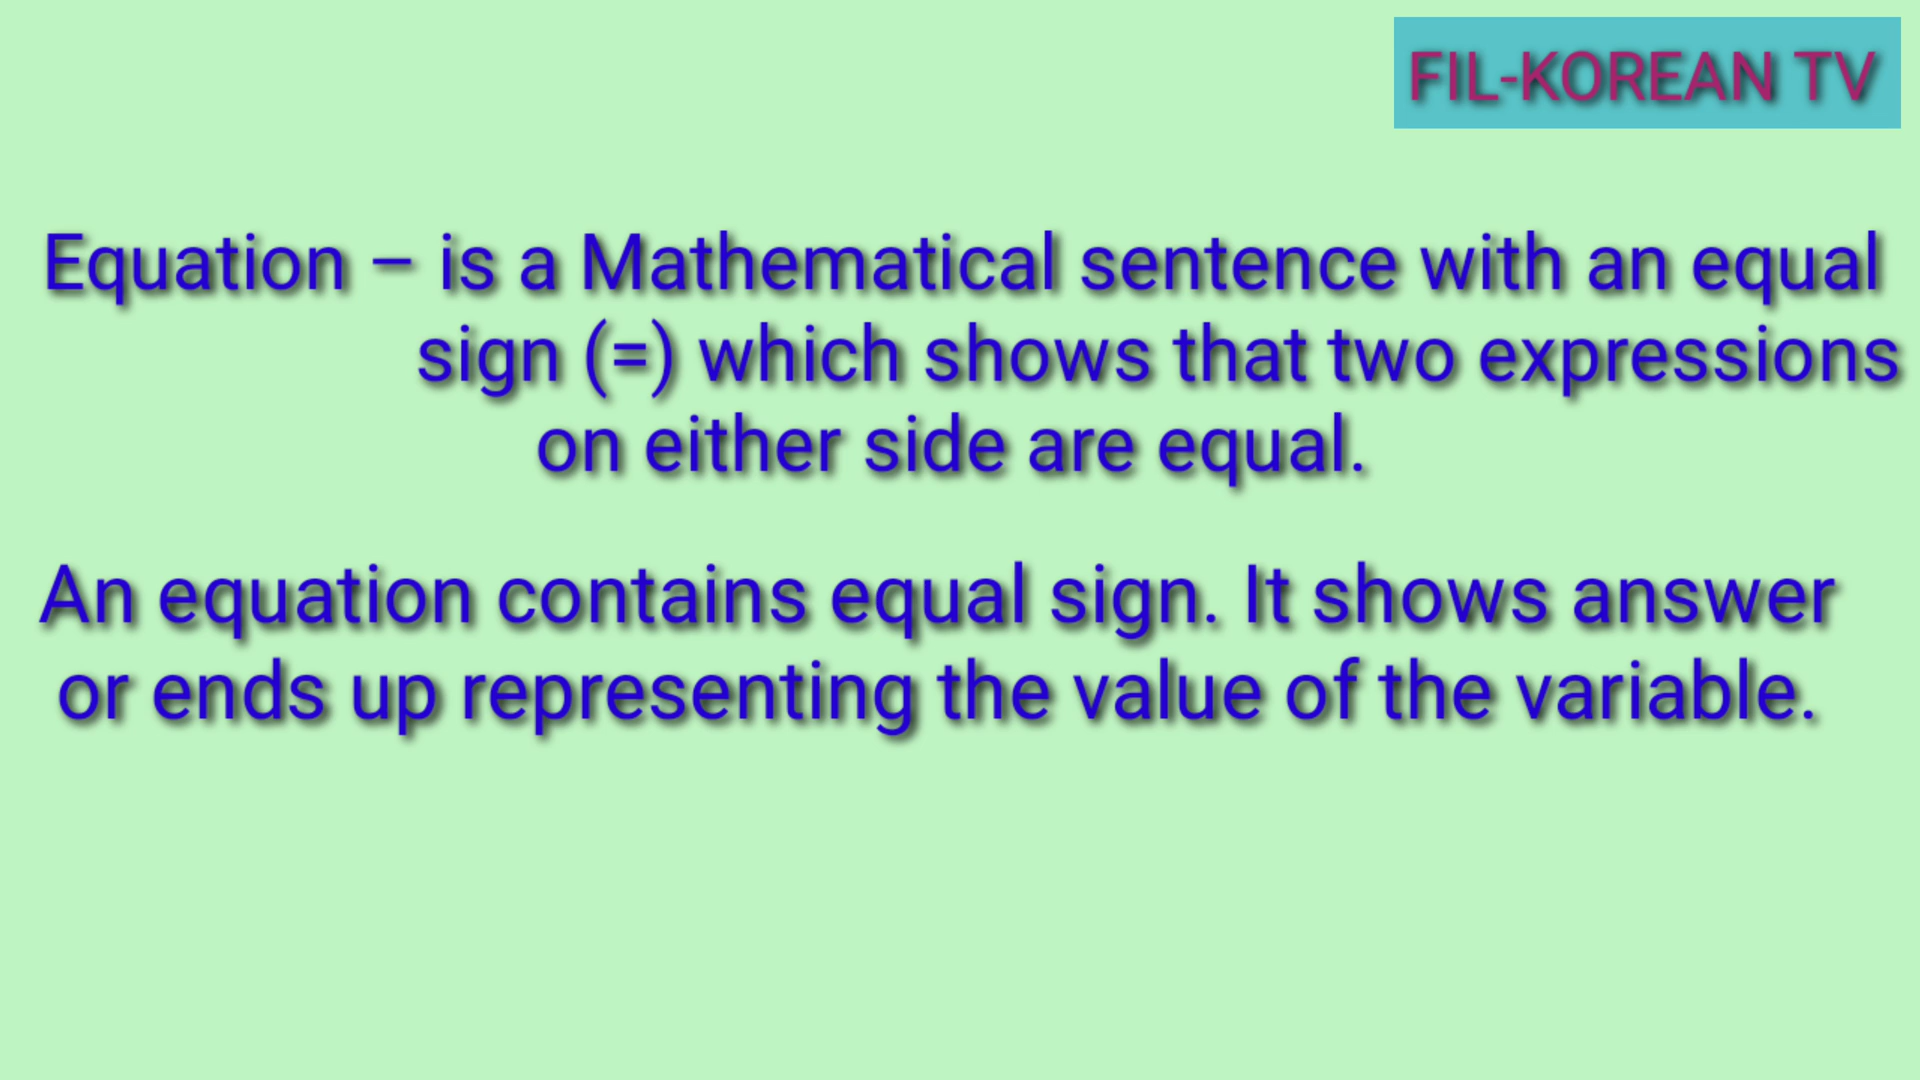 FIL-KOREAN TV
Equation – is a Mathematical sentence with an equal
sign (=) which shows that two expressions
on either side are equal.
An equation contains equal sign. It shows answer
or ends up representing the value of the variable.